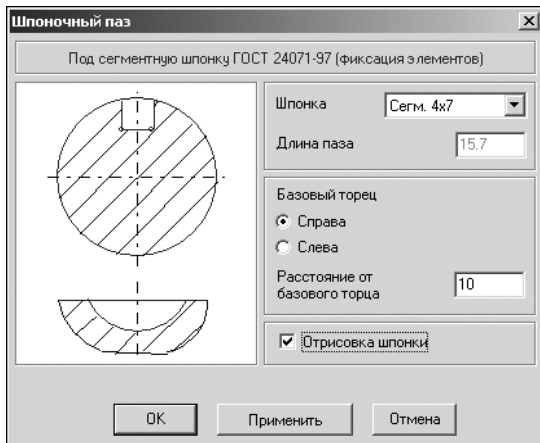 Шпоночный паз
Под сегментную шпонку ГОСТ 24071-97 (фиксация элементов)
Шпонка
Сегм. 4x7
Длина паза
15.7
Базовый торец
Справа
Слева
Расстояние от
базового торца
10
Отрисовка шпонки
OK
Применить
Отмена